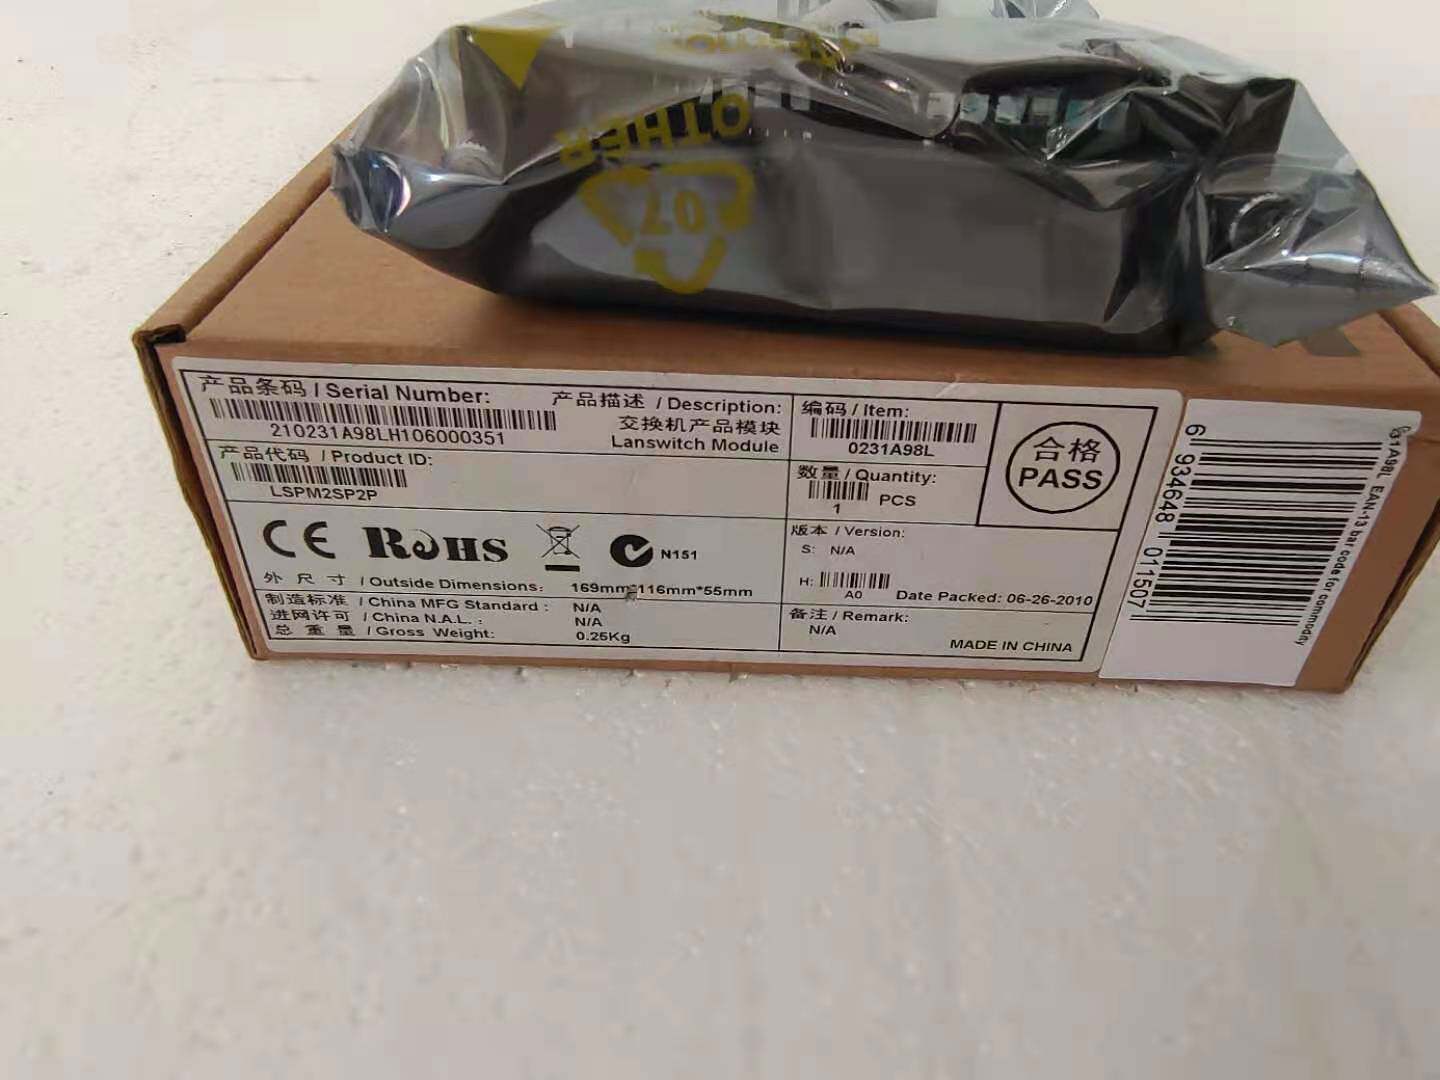 OTHER
07
产品条码 / Serial Number:
210231A98LH106000351
产品描述 / Description:
交换机产品模块
Lanswitch Module
编码 / Item:
0231A98L
合格
PASS
产品代码 / Product ID:
LSPM2SP2P
数量 / Quantity:
1 PCS
CE RoHS N151
版本 / Version:
S: N/A
H:
A0
Date Packed: 06-26-2010
外 尺 寸 / Outside Dimensions: 169mm*116mm*55mm
制造标准 / China MFG Standard : N/A
进网许可 / China N.A.L. : N/A
总 重 量 / Gross Weight: 0.25Kg
备注 / Remark:
N/A
MADE IN CHINA
6 934648 011507
0231A98L EAN-13 bar code for commodity